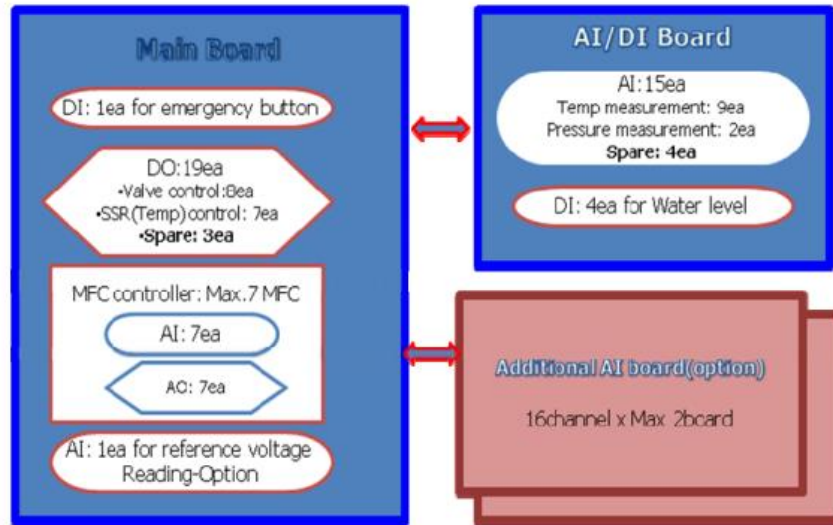 Main Board
DI: 1ea for emergency button
DO:19ea
•Valve control:8ea
•SSR(Temp) control: 7ea
•Spare: 3ea
MFC controller: Max.7 MFC
AI: 7ea
AO: 7ea
AI: 1ea for reference voltage
Reading-Option
AI/DI Board
AI:15ea
Temp measurement: 9ea
Pressure measurement: 2ea
Spare: 4ea
DI: 4ea for Water level
Additional AI board(option)
16channel x Max 2board